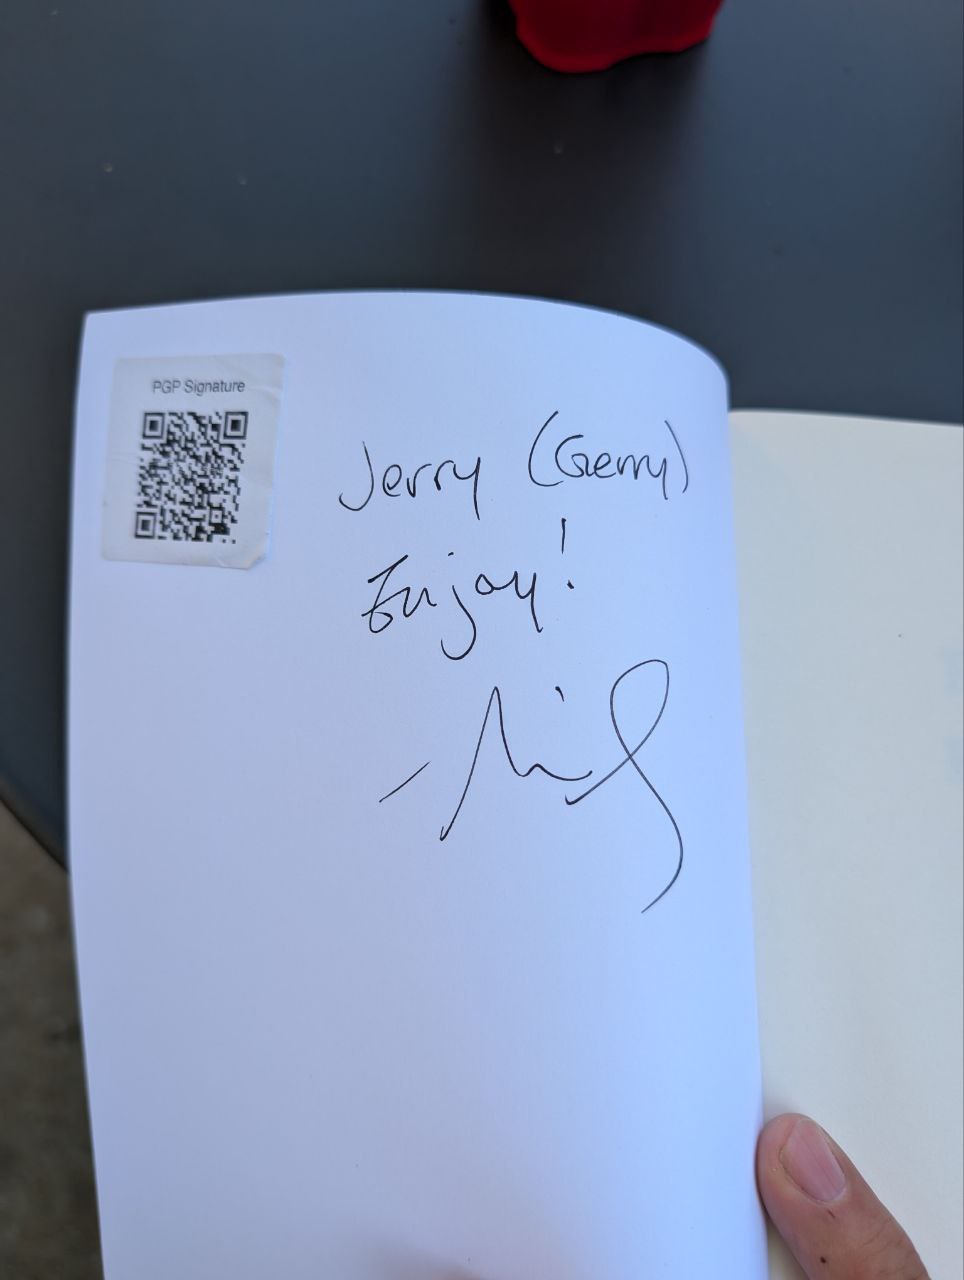 PGP Signature
Jerry (Gerry)
Enjoy!